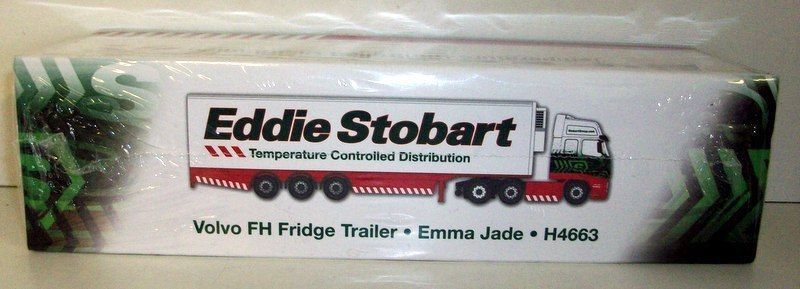 Eddie Stobart
Temperature Controlled Distribution
Volvo FH Fridge Trailer • Emma Jade • H4663